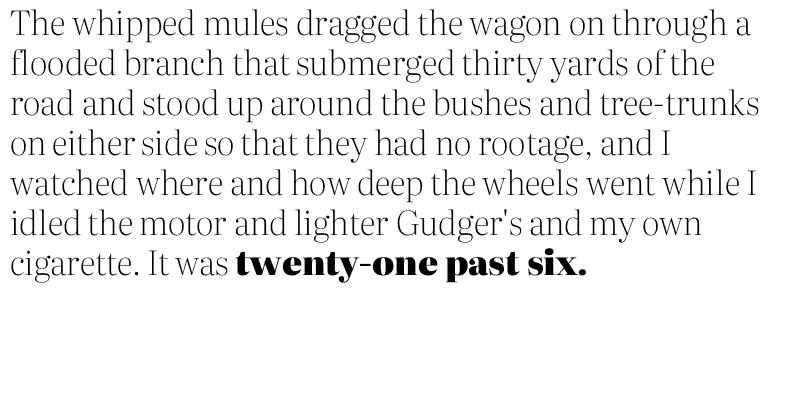 The whipped mules dragged the wagon on through a
flooded branch that submerged thirty yards of the
road and stood up around the bushes and tree-trunks
on either side so that they had no rootage, and I
watched where and how deep the wheels went while I
idled the motor and lighter Gudger's and my own
cigarette. It was twenty-one past six.